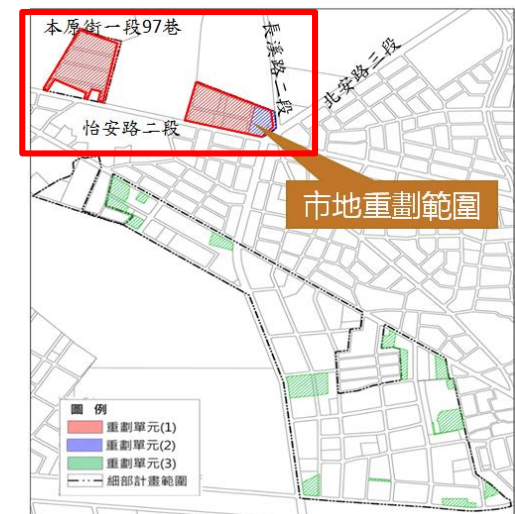 本原街一段97巷
長溪路二段
北安路三段
怡安路二段
市地重劃範圍
圖 例
重劃單元(1)
重劃單元(2)
重劃單元(3)
細部計畫範圍